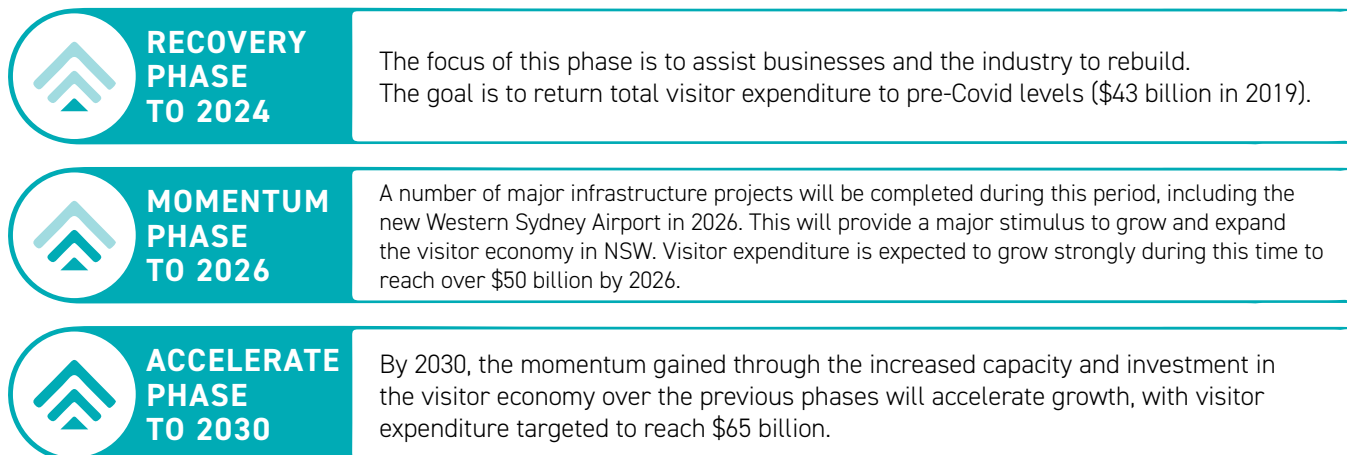 RECOVERY
PHASE
TO 2024
The focus of this phase is to assist businesses and the industry to rebuild.
The goal is to return total visitor expenditure to pre-Covid levels ($43 billion in 2019).
MOMENTUM
PHASE
TO 2026
A number of major infrastructure projects will be completed during this period, including the
new Western Sydney Airport in 2026. This will provide a major stimulus to grow and expand
the visitor economy in NSW. Visitor expenditure is expected to grow strongly during this time to
reach over $50 billion by 2026.
ACCELERATE
PHASE
TO 2030
By 2030, the momentum gained through the increased capacity and investment in
the visitor economy over the previous phases will accelerate growth, with visitor
expenditure targeted to reach $65 billion.